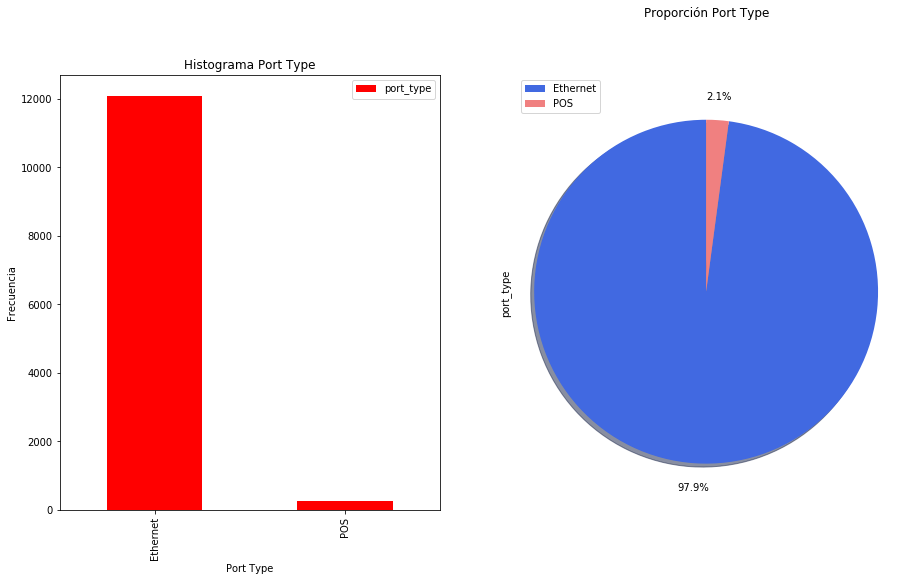 Histograma Port Type
port_type
12000
10000
8000
6000
4000
2000
0
Frecuencia
Ethernet
POS
Port Type
Proporción Port Type
Ethernet
POS
2.1%
port_type
97.9%